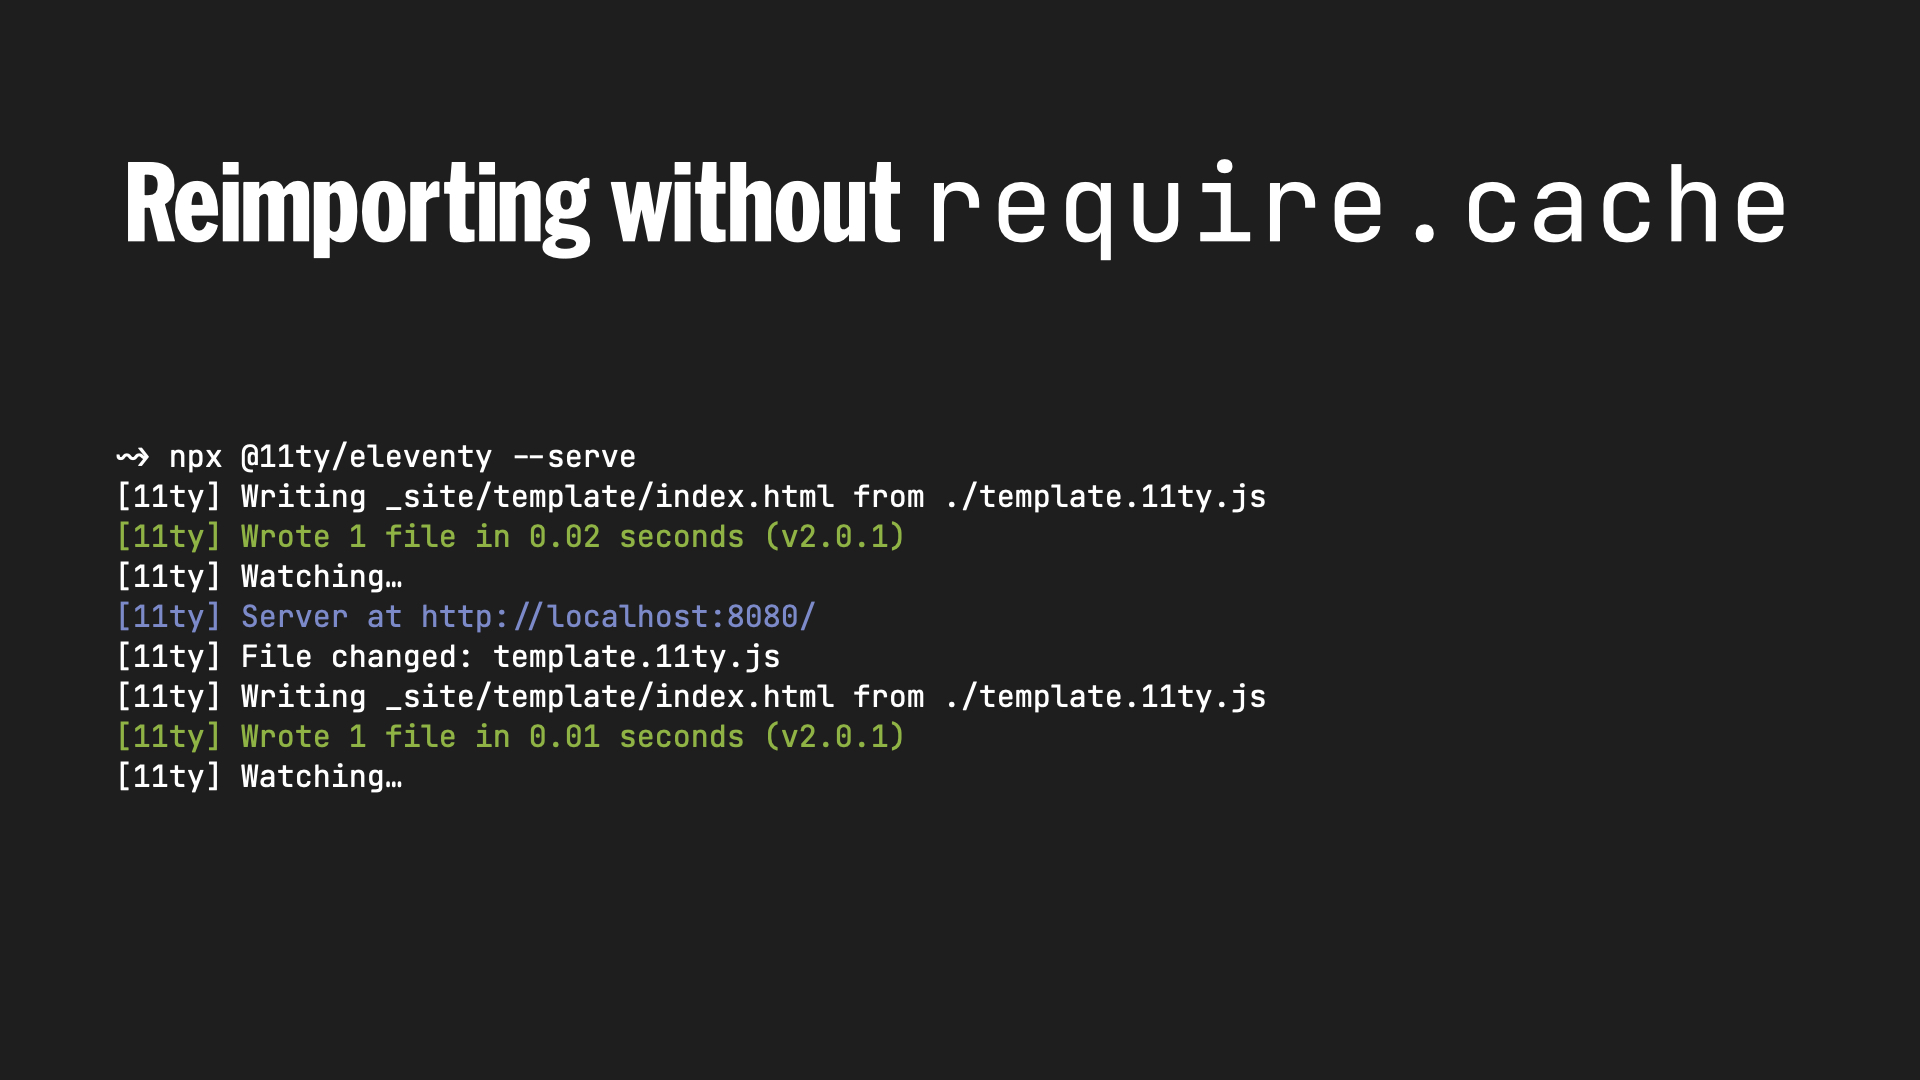 Reimporting without require.cache
⤳ npx @11ty/eleventy --serve
[11ty] Writing _site/template/index.html from ./template.11ty.js
[11ty] Wrote 1 file in 0.02 seconds (v2.0.1)
[11ty] Watching…
[11ty] Server at http://localhost:8080/
[11ty] File changed: template.11ty.js
[11ty] Writing _site/template/index.html from ./template.11ty.js
[11ty] Wrote 1 file in 0.01 seconds (v2.0.1)
[11ty] Watching…